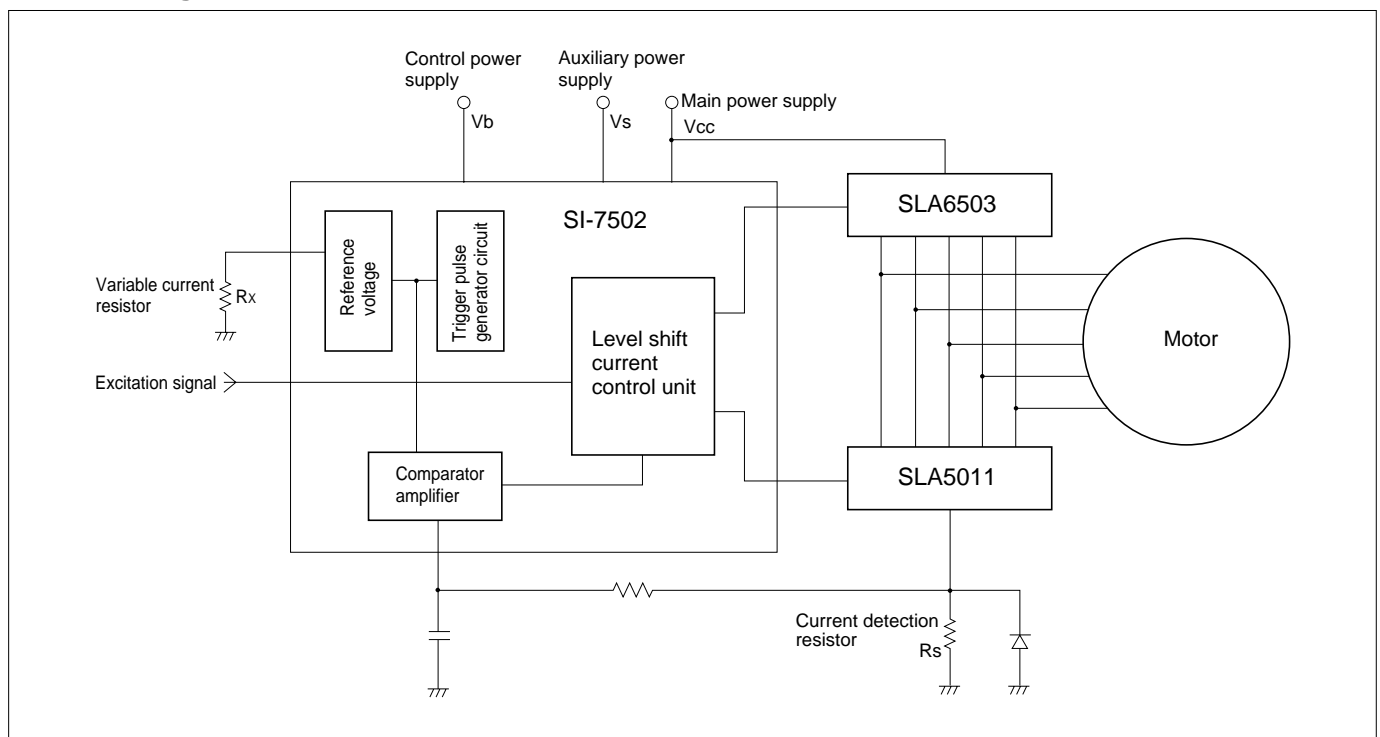 Control power
supply
Vb
Auxiliary power
supply
Vs
Main power supply
Vcc
SI-7502
SLA6503
Reference
voltage
Trigger pulse
generator circuit
Variable current
resistor
Rx
Level shift
current
control unit
Motor
Excitation signal
Comparator
amplifier
SLA5011
Current detection
resistor
Rs